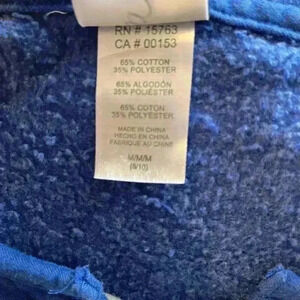 RN # 15763
CA # 00153
65% COTTON
35% POLYESTER
65% ALGODÓN
35% POLIÉSTER
65% COTON
35% POLYESTER
MADE IN CHINA
HECHO EN CHINA
FABRIQUÉ AU CHINE
M/M/M
(8/10)